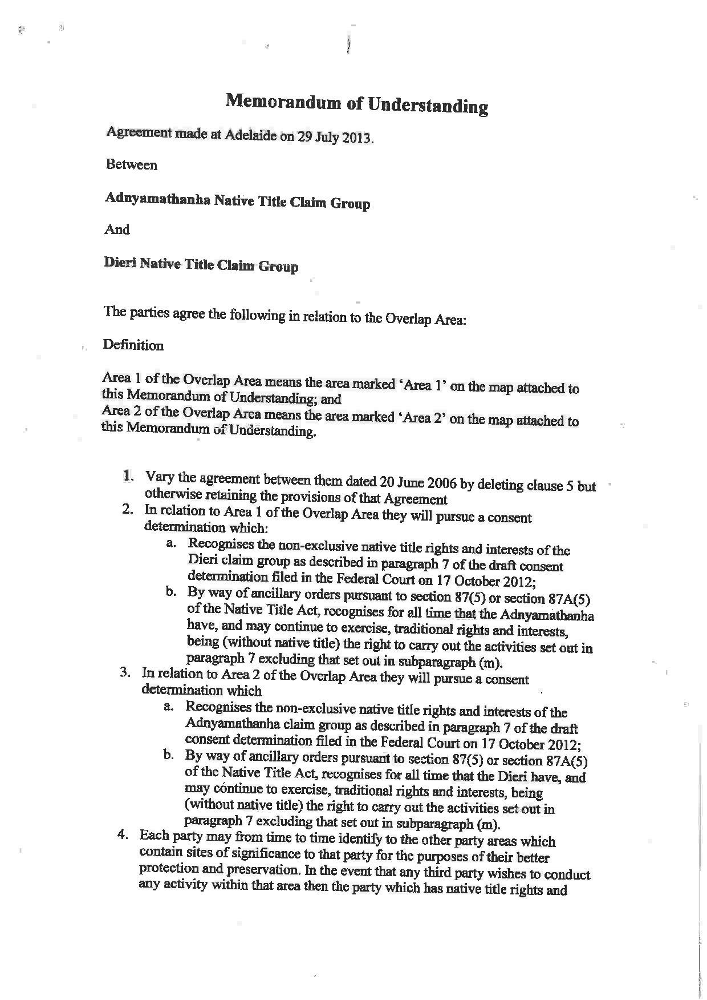 Memorandum of Understanding
Agreement made at Adelaide on 29 July 2013.
Between
Adnyamathanha Native Title Claim Group
And
Dieri Native Title Claim Group
The parties agree the following in relation to the Overlap Area:
Definition
Area 1 of the Overlap Area means the area marked ‘Area 1’ on the map attached to
this Memorandum of Understanding; and
Area 2 of the Overlap Area means the area marked ‘Area 2’ on the map attached to
this Memorandum of Understanding.
1. Vary the agreement between them dated 20 June 2006 by deleting clause 5 but
otherwise retaining the provisions of that Agreement
2. In relation to Area 1 of the Overlap Area they will pursue a consent
determination which:
a. Recognises the non-exclusive native title rights and interests of the
Dieri claim group as described in paragraph 7 of the draft consent
determination filed in the Federal Court on 17 October 2012;
b. By way of ancillary orders pursuant to section 87(5) or section 87A(5)
of the Native Title Act, recognises for all time that the Adnyamathanha
have, and may continue to exercise, traditional rights and interests,
being (without native title) the right to carry out the activities set out in
paragraph 7 excluding that set out in subparagraph (m).
3. In relation to Area 2 of the Overlap Area they will pursue a consent
determination which
a. Recognises the non-exclusive native title rights and interests of the
Adnyamathanha claim group as described in paragraph 7 of the draft
consent determination filed in the Federal Court on 17 October 2012;
b. By way of ancillary orders pursuant to section 87(5) or section 87A(5)
of the Native Title Act, recognises for all time that the Dieri have, and
may continue to exercise, traditional rights and interests, being
(without native title) the right to carry out the activities set out in
paragraph 7 excluding that set out in subparagraph (m).
4. Each party may from time to time identify to the other party areas which
contain sites of significance to that party for the purposes of their better
protection and preservation. In the event that any third party wishes to conduct
any activity within that area then the party which has native title rights and